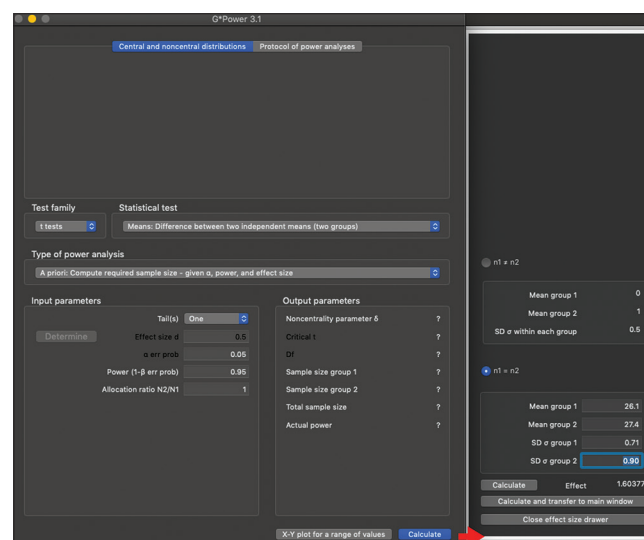 G*Power 3.1
Central and noncentral distributions Protocol of power analyses
Test family Statistical test
t tests Means: Difference between two independent means (two groups)
Type of power analysis
A priori: Compute required sample size - given α, power, and effect size
Input parameters Output parameters
Tail(s) One Noncentrality parameter δ ?
Determine Effect size d 0.5 Critical t ?
α err prob 0.05 Df ?
Power (1-β err prob) 0.95 Sample size group 1 ?
Allocation ratio N2/N1 1 Sample size group 2 ?
Total sample size ?
Actual power ?
X-Y plot for a range of values Calculate
n1 ≠ n2
Mean group 1 0
Mean group 2 1
SD σ within each group 0.5
n1 = n2
Mean group 1 26.1
Mean group 2 27.4
SD σ group 1 0.71
SD σ group 2 0.90
Calculate Effect 1.60377
Calculate and transfer to main window
Close effect size drawer